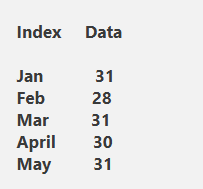 Index Data
Jan 31
Feb 28
Mar 31
April 30
May 31